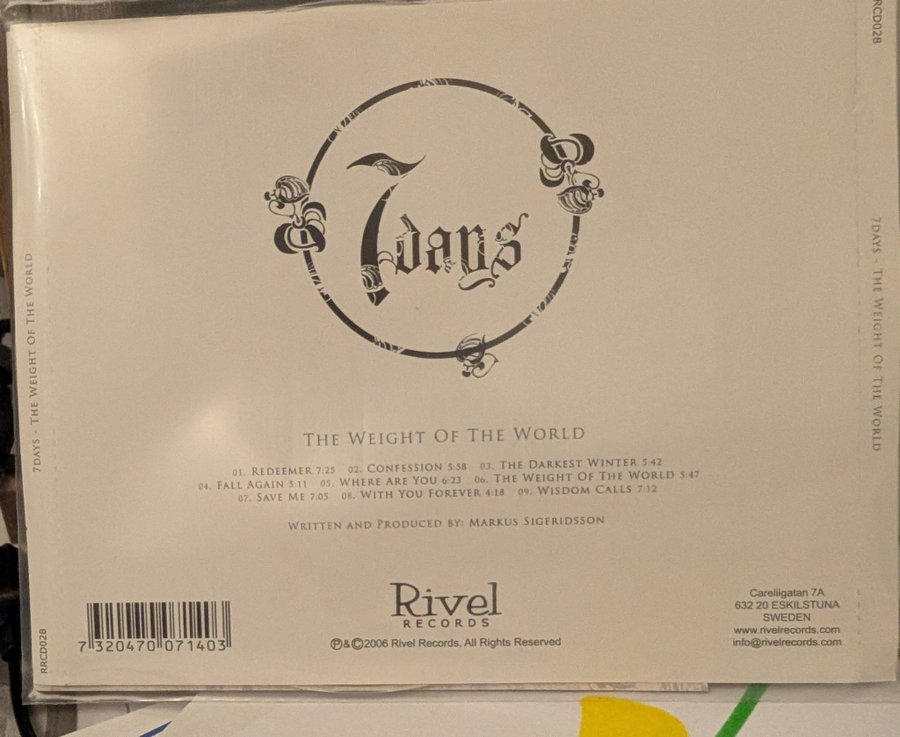 7days
The Weight Of The World
01. Redeemer 7:25 02. Confession 5:58 03. The Darkest Winter 5:42
04. Fall Again 5:11 05. Where Are You 6:23 06. The Weight Of The World 5:47
07. Save Me 7:05 08. With You Forever 4:18 09. Wisdom Calls 7:12
Written and Produced by: Markus Sigfridsson
Rivel
RECORDS
℗&©2006 Rivel Records, All Rights Reserved
7 320470 071403
Carellgatan 7A
632 20 ESKILSTUNA
SWEDEN
www.rivelrecords.com
info@rivelrecords.com
7days - The Weight Of The World
RRCD028
RRCD028
7days - The Weight Of The World